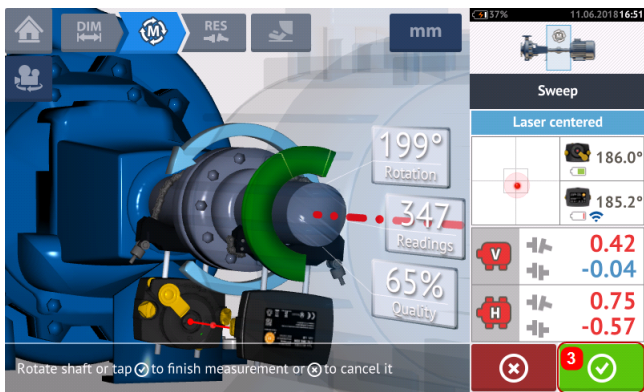 DIM
M
RES
mm
37%
11.06.2018 16:51
Sweep
Laser centered
199°
Rotation
186.0°
347
Readings
185.2°
65%
Quality
V
0.42
-0.04
H
0.75
-0.57
Rotate shaft or tap to finish measurement or to cancel it
3